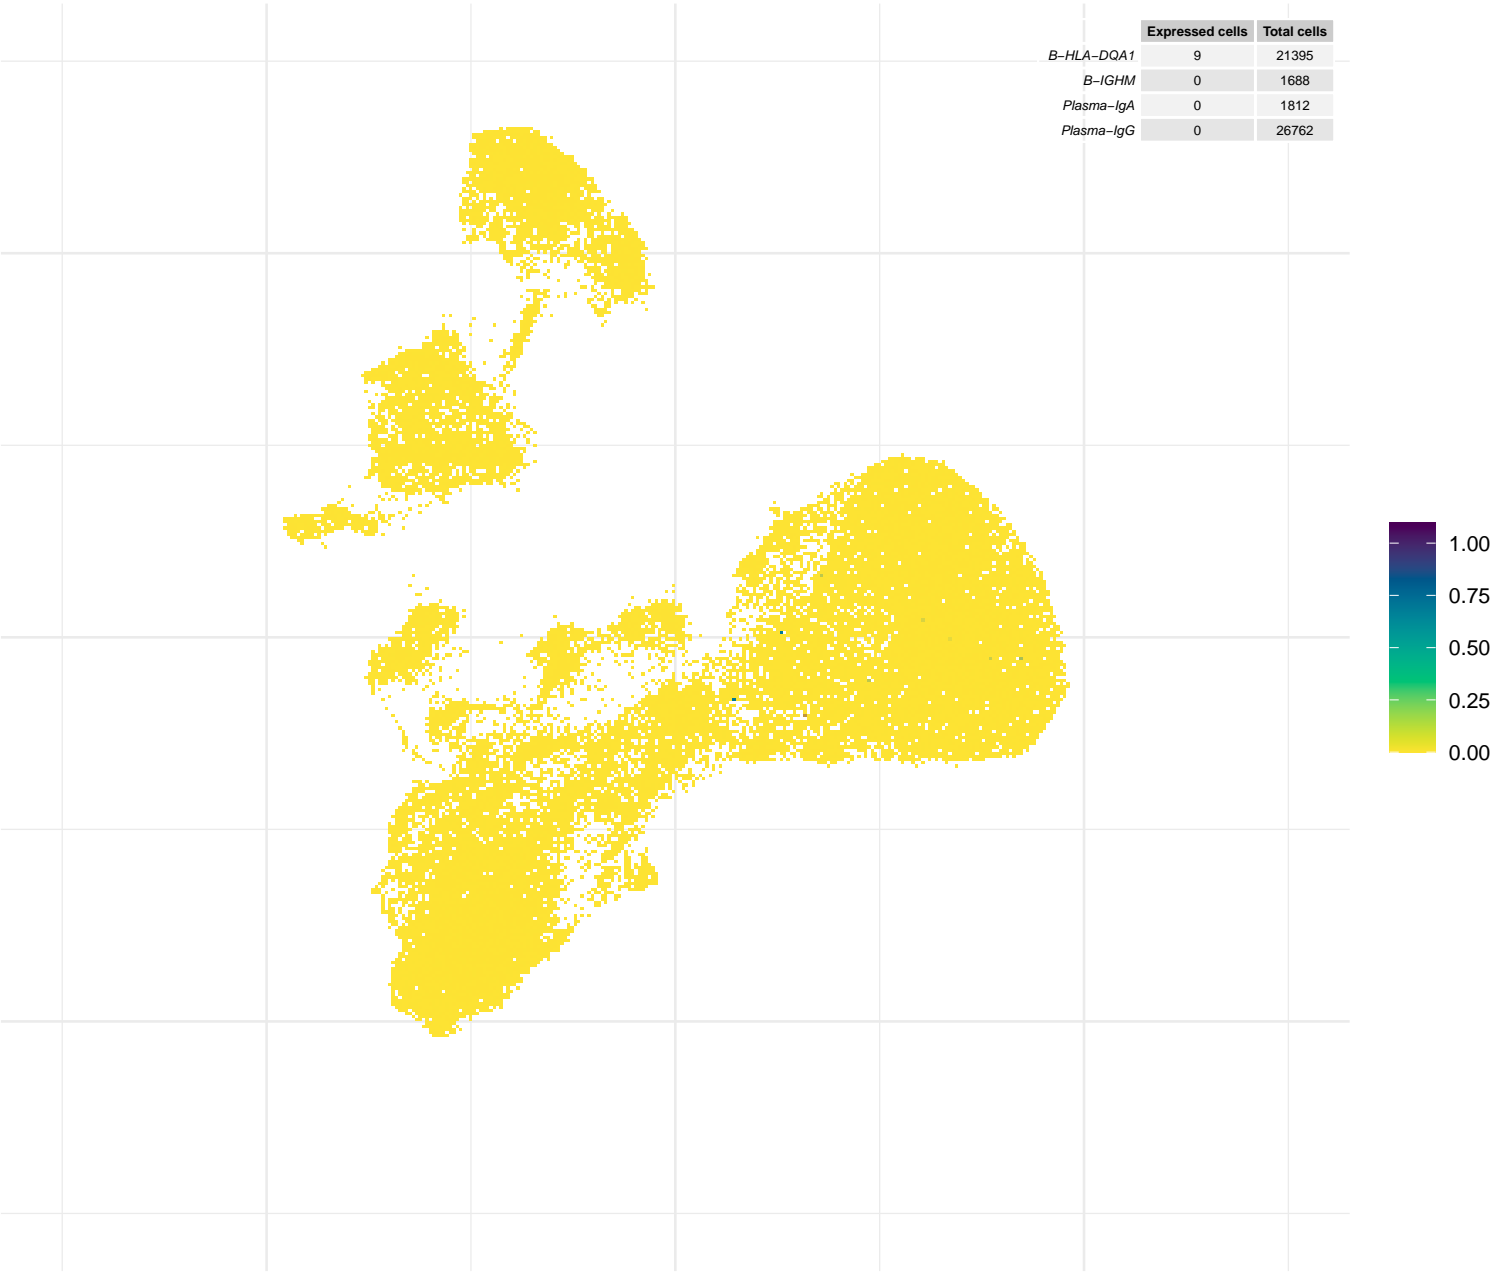 Expressed cells Total cells
B−HLA−DQA1 9 21395
B−IGHM 0 1688
Plasma−IgA 0 1812
Plasma−IgG 0 26762
1.00
0.75
0.50
0.25
0.00